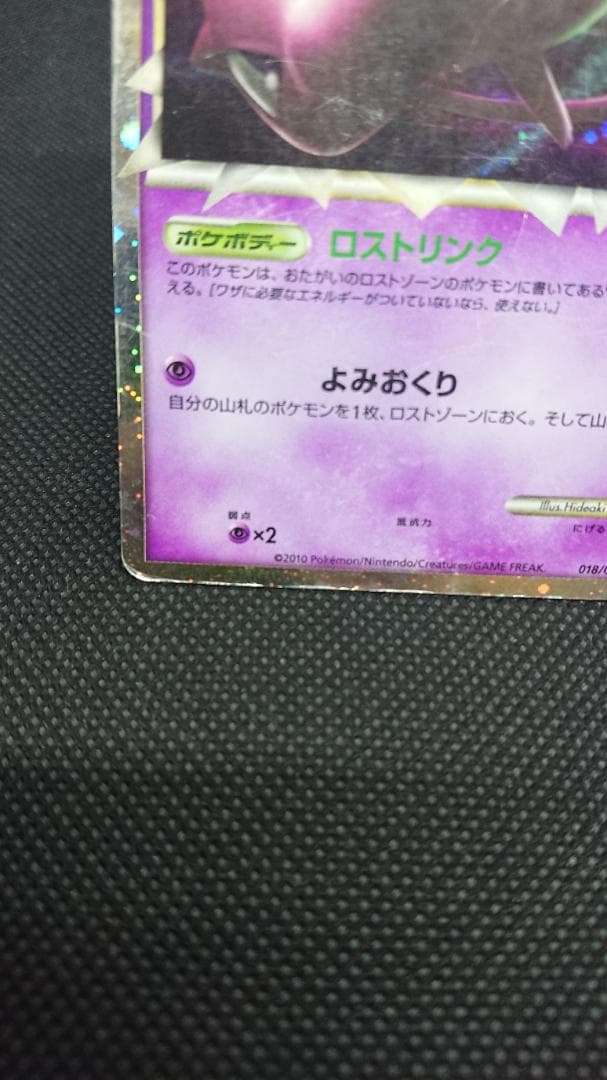 ポケボディー ロストリンク
このポケモンは、おたがいのロストゾーンのポケモンに書いてある
える。[ワザに必要なエネルギーがついていないなら、使えない。]
よみおくり
自分の山札のポケモンを1枚、ロストゾーンにおく。そして山
Illus. Hideaki
弱点 抵抗力 にげる
×2
©2010 Pokémon/Nintendo/Creatures/GAME FREAK. 018/0